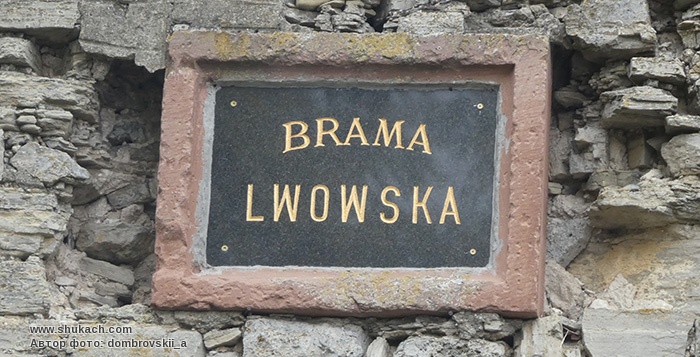 BRAMA
LWOWSKA
www.shukach.com
Автор фото: dombrovskii_a